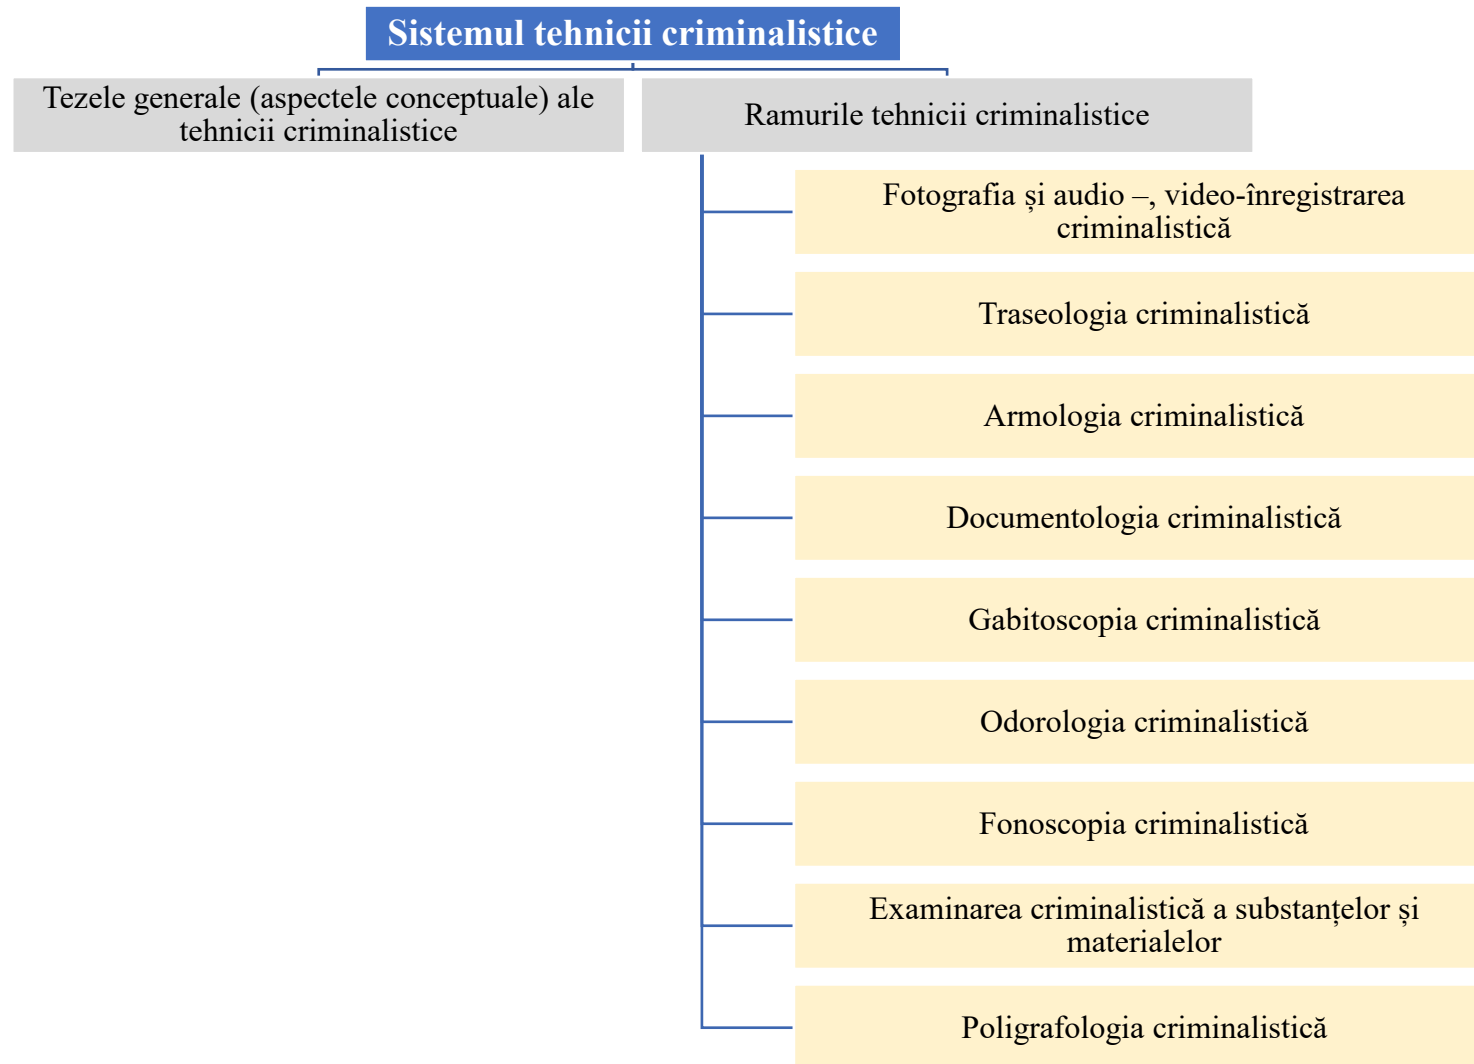 Sistemul tehnicii criminalistice
Tezele generale (aspectele conceptuale) ale
tehnicii criminalistice
Ramurile tehnicii criminalistice
Fotografia și audio –, video-înregistrarea
criminalistică
Traseologia criminalistică
Armologia criminalistică
Documentologia criminalistică
Gabitoscopia criminalistică
Odorologia criminalistică
Fonoscopia criminalistică
Examinarea criminalistică a substanțelor și
materialelor
Poligrafologia criminalistică